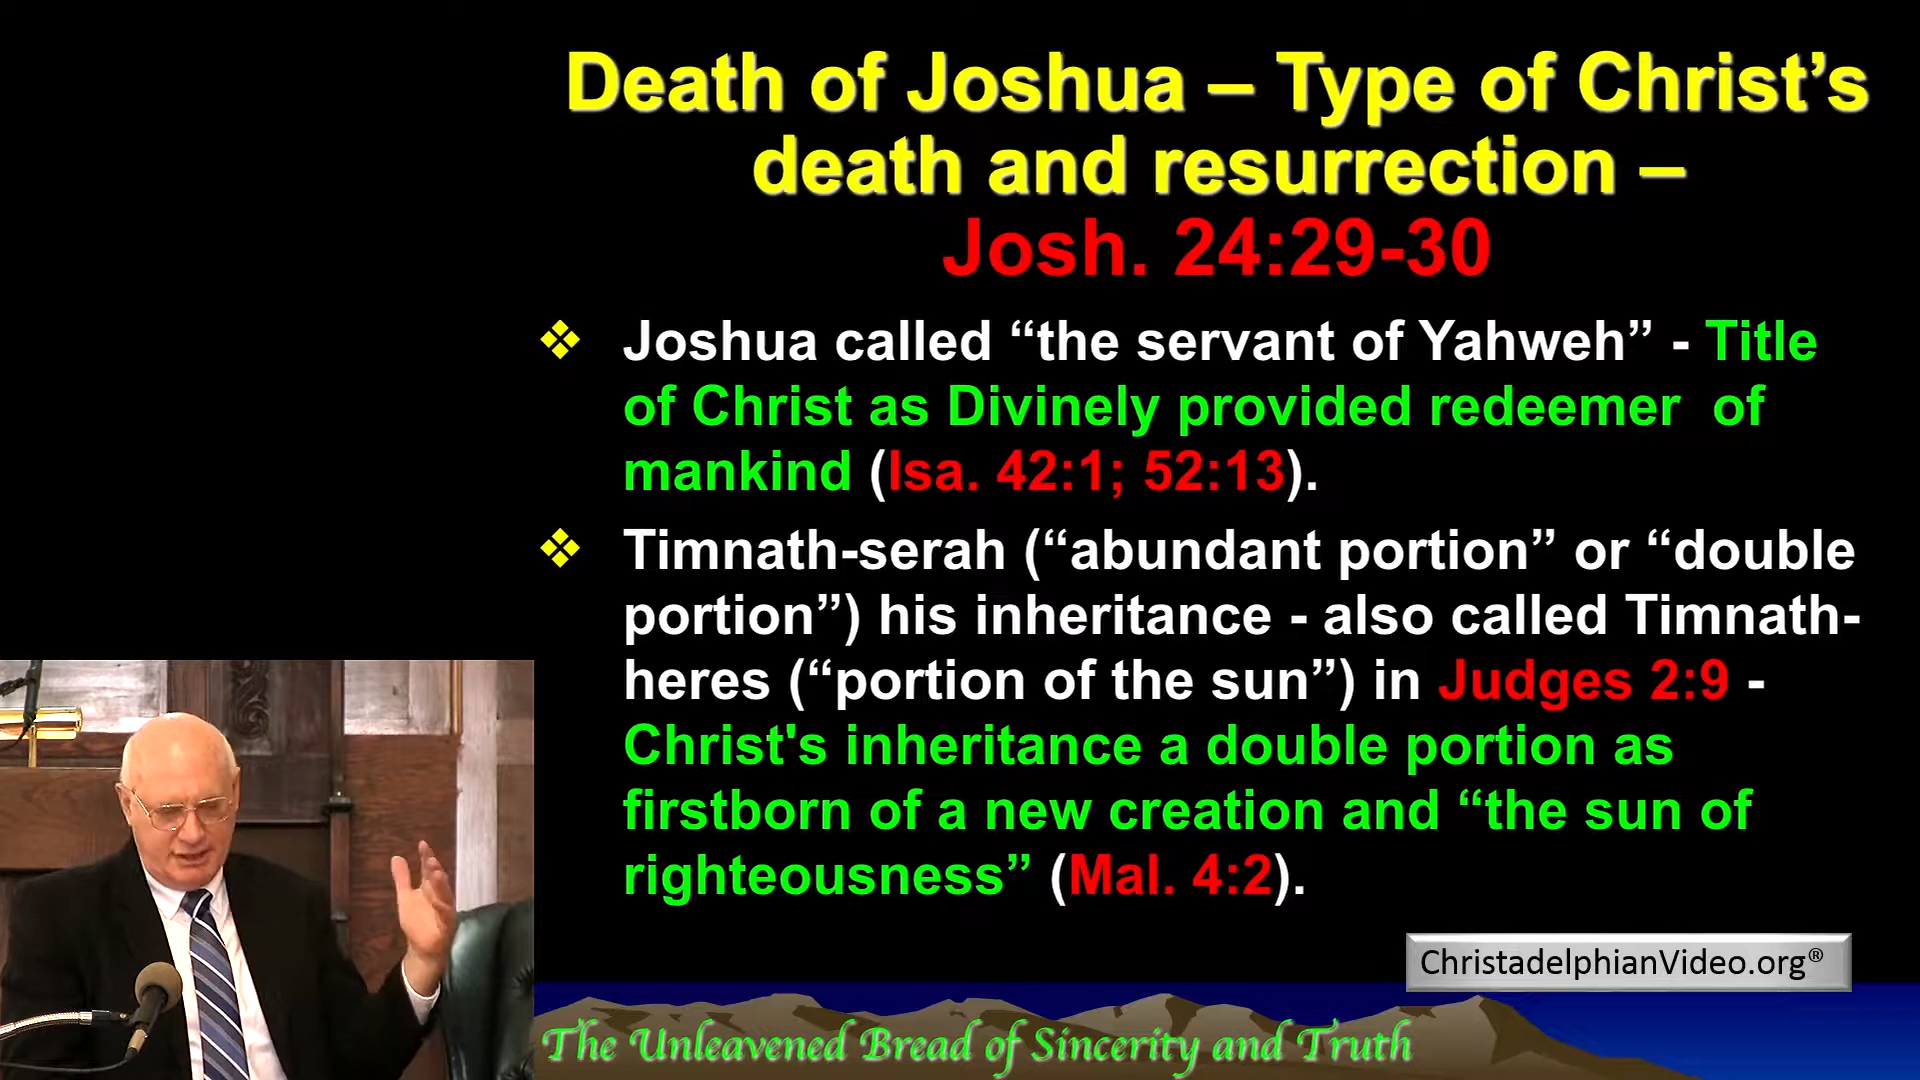 Death of Joshua – Type of Christ’s
death and resurrection –
Josh. 24:29-30
❖ Joshua called “the servant of Yahweh” - Title
of Christ as Divinely provided redeemer of
mankind (Isa. 42:1; 52:13).
❖ Timnath-serah (“abundant portion” or “double
portion”) his inheritance - also called Timnath-
heres (“portion of the sun”) in Judges 2:9 -
Christ's inheritance a double portion as
firstborn of a new creation and “the sun of
righteousness” (Mal. 4:2).
ChristadelphianVideo.org®
The Unleavened Bread of Sincerity and Truth